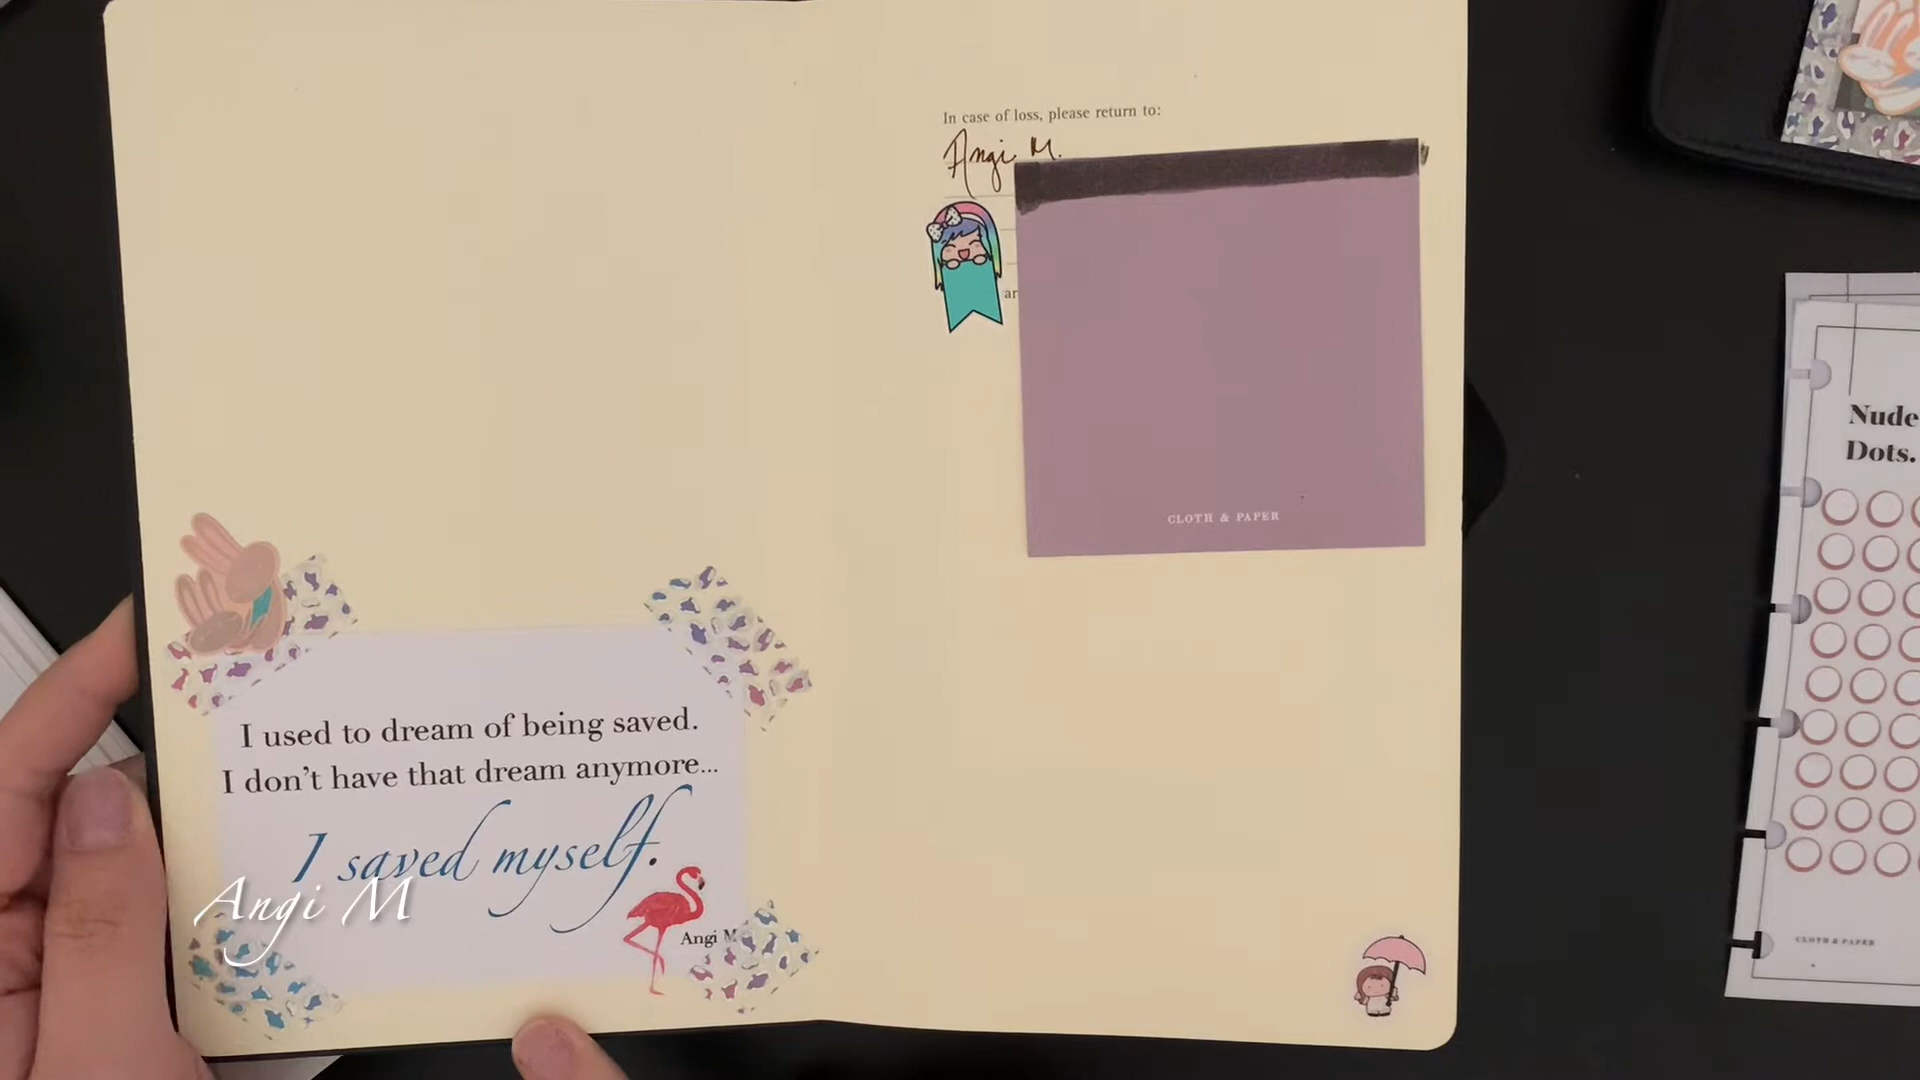 In case of loss, please return to:
Angi M.
ar
CLOTH & PAPER
I used to dream of being saved.
I don't have that dream anymore...
I saved myself.
Angi M
Angi M
Nude
Dots.
CLOTH & PAPER